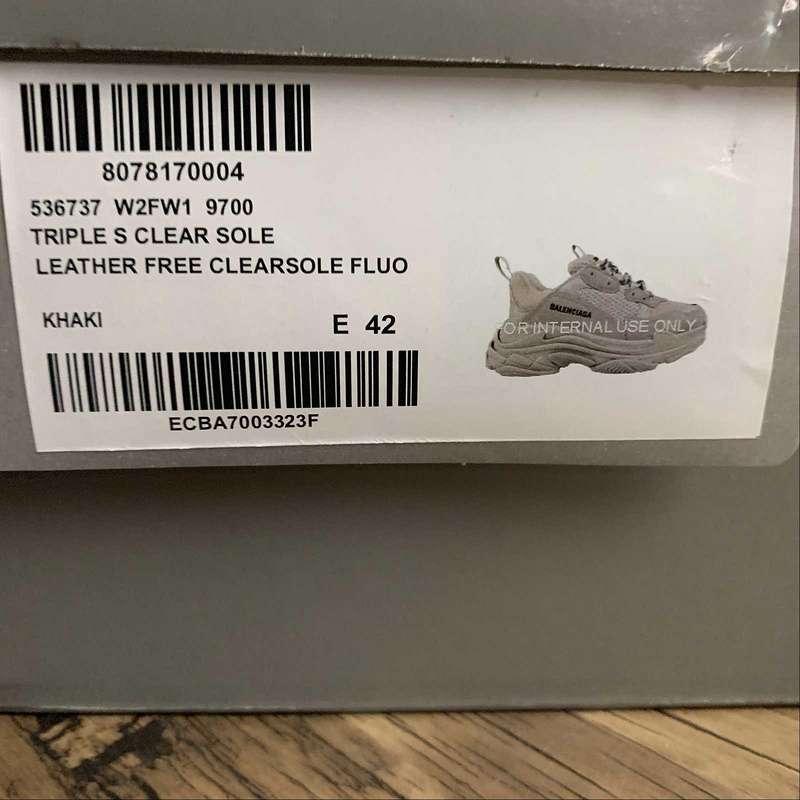 8078170004
536737 W2FW1 9700
TRIPLE S CLEAR SOLE
LEATHER FREE CLEARSOLE FLUO
KHAKI
E 42
BALENCIAGA
FOR INTERNAL USE ONLY
ECBA7003323F